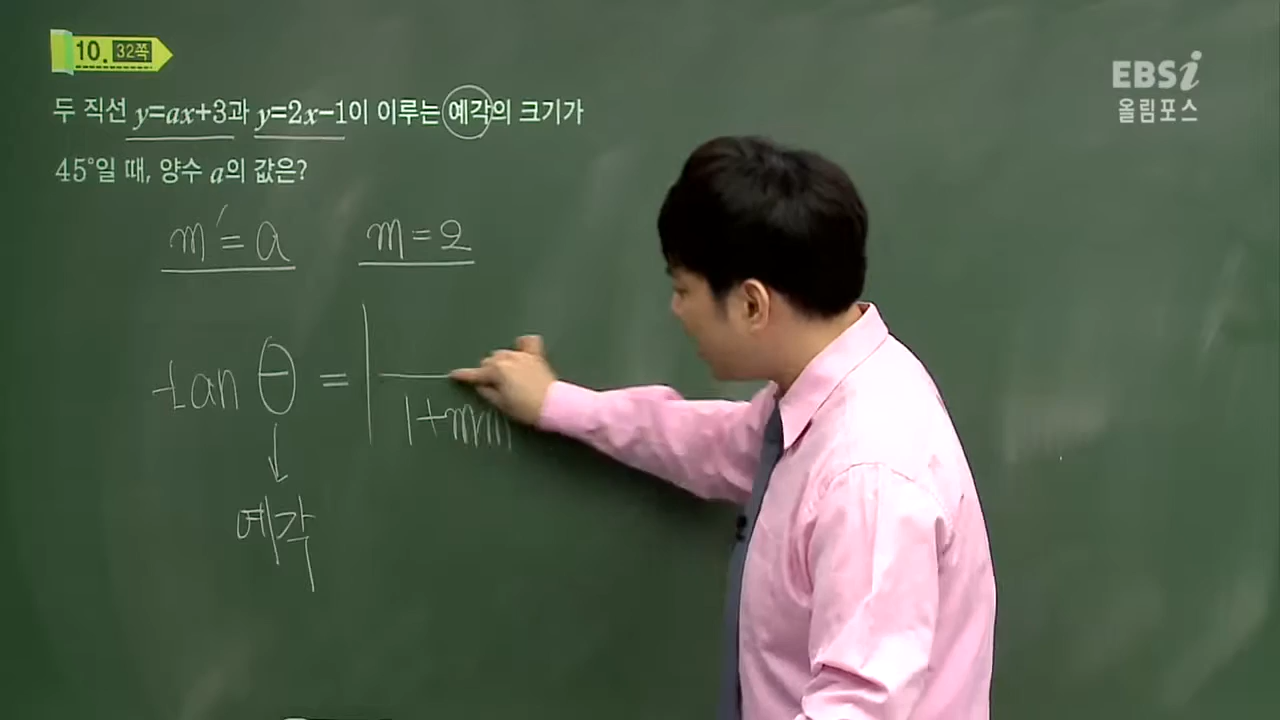 10. 32쪽
EBSi
올림포스
두 직선 y=ax+3과 y=2x-1이 이루는 예각의 크기가
45°일 때, 양수 a의 값은?
m'=a m=2
tan θ = |
1+m'm
예각